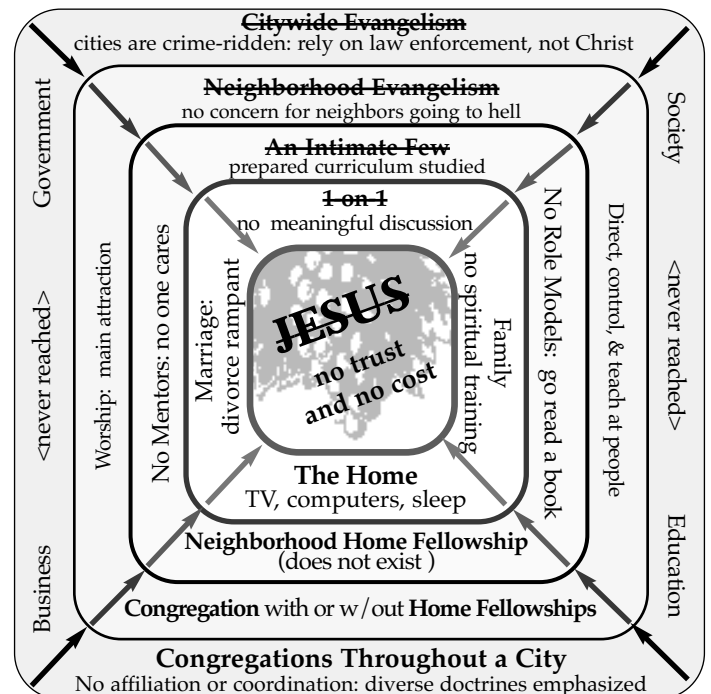 Citywide Evangelism
cities are crime-ridden: rely on law enforcement, not Christ
Neighborhood Evangelism
no concern for neighbors going to hell
An Intimate Few
prepared curriculum studied
1-on-1
no meaningful discussion
Government
<never reached>
Business
Worship: main attraction
No Mentors: no one cares
Marriage:
divorce rampant
JESUS
no trust
and no cost
Family
no spiritual training
No Role Models: go read a book
Direct, control, & teach at people
Society
<never reached>
Education
The Home
TV, computers, sleep
Neighborhood Home Fellowship
(does not exist )
Congregation with or w/out Home Fellowships
Congregations Throughout a City
No affiliation or coordination: diverse doctrines emphasized